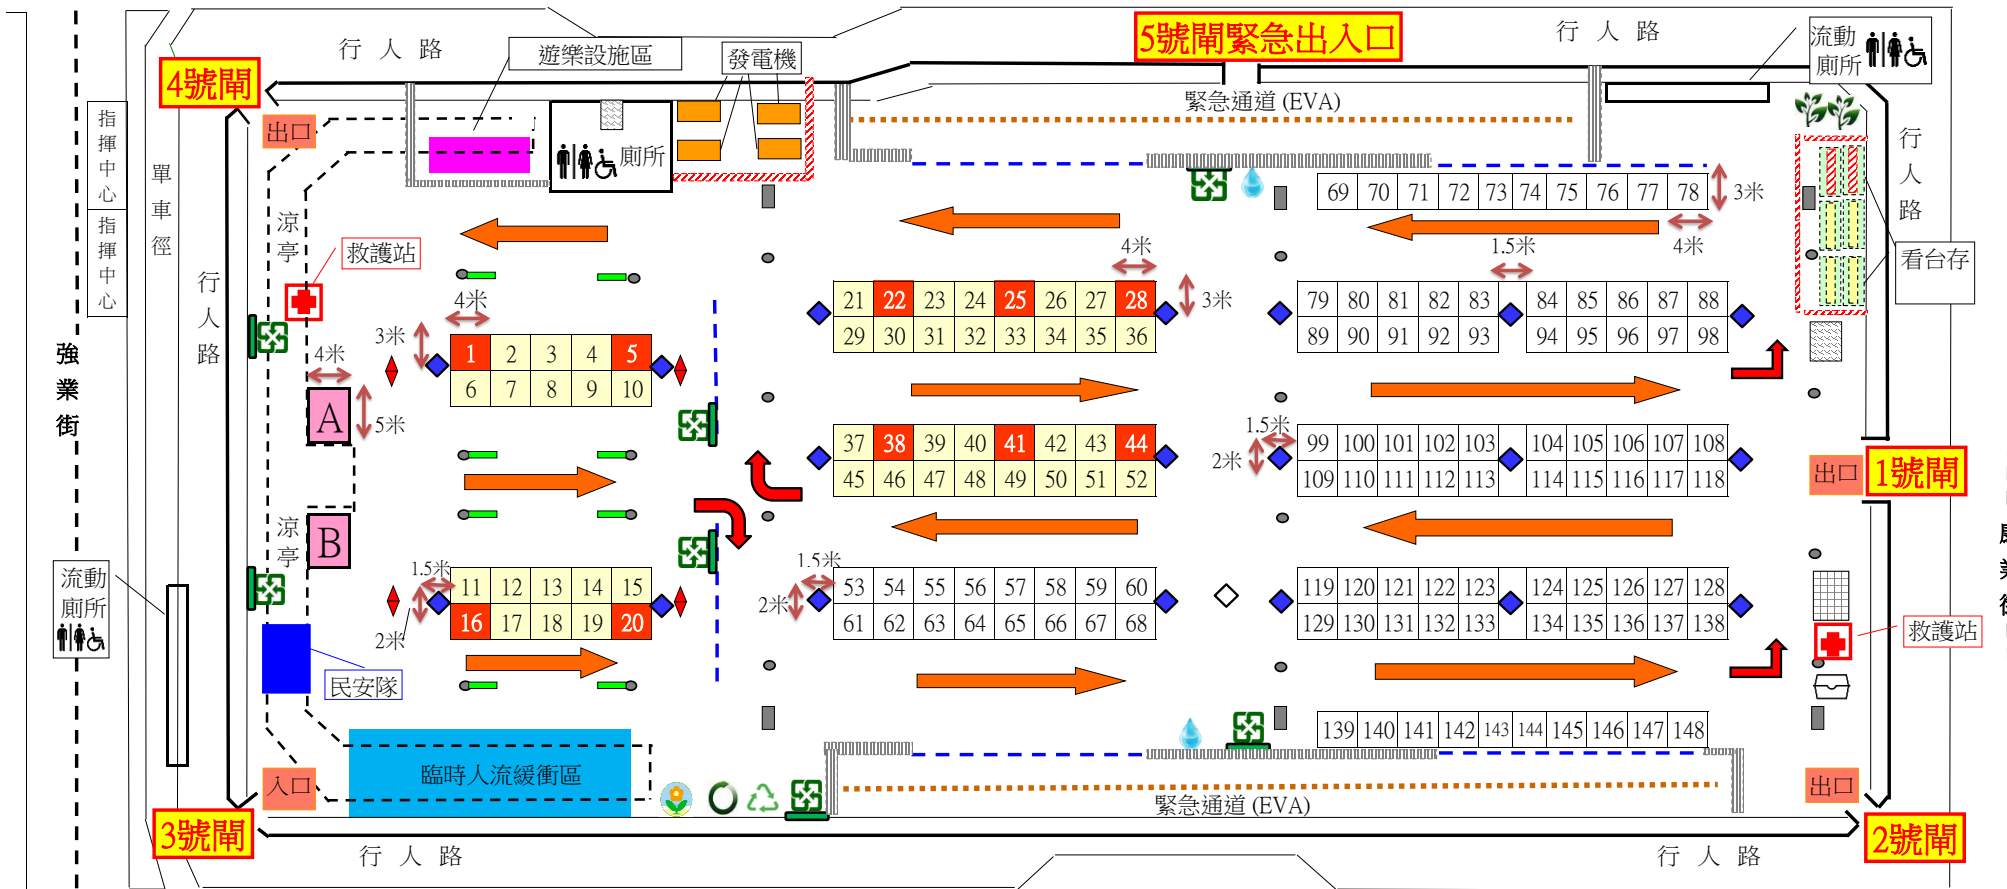 5號閘緊急出入口
行 人 路
行 人 路
流動
廁所
遊樂設施區
發電機
4號閘
緊急通道 (EVA)
指揮中心
指揮中心
單車徑
出口
廁所
行人路
涼亭
救護站
69 70 71 72 73 74 75 76 77 78
3米
4米
1.5米
4米
看台存
行人路
4米
3米
21 22 23 24 25 26 27 28
29 30 31 32 33 34 35 36
3米
79 80 81 82 83
84 85 86 87 88
89 90 91 92 93
94 95 96 97 98
4米
1 2 3 4 5
6 7 8 9 10
強業街
4米
A
5米
37 38 39 40 41 42 43 44
45 46 47 48 49 50 51 52
1.5米
2米
99 100 101 102 103
104 105 106 107 108
109 110 111 112 113
114 115 116 117 118
出口
1號閘
涼亭
B
流動
廁所
1.5米
2米
11 12 13 14 15
16 17 18 19 20
1.5米
2米
53 54 55 56 57 58 59 60
61 62 63 64 65 66 67 68
119 120 121 122 123
124 125 126 127 128
129 130 131 132 133
134 135 136 137 138
救護站
民安隊
139 140 141 142 143 144 145 146 147 148
入口
臨時人流緩衝區
出口
緊急通道 (EVA)
3號閘
2號閘
行 人 路
行 人 路